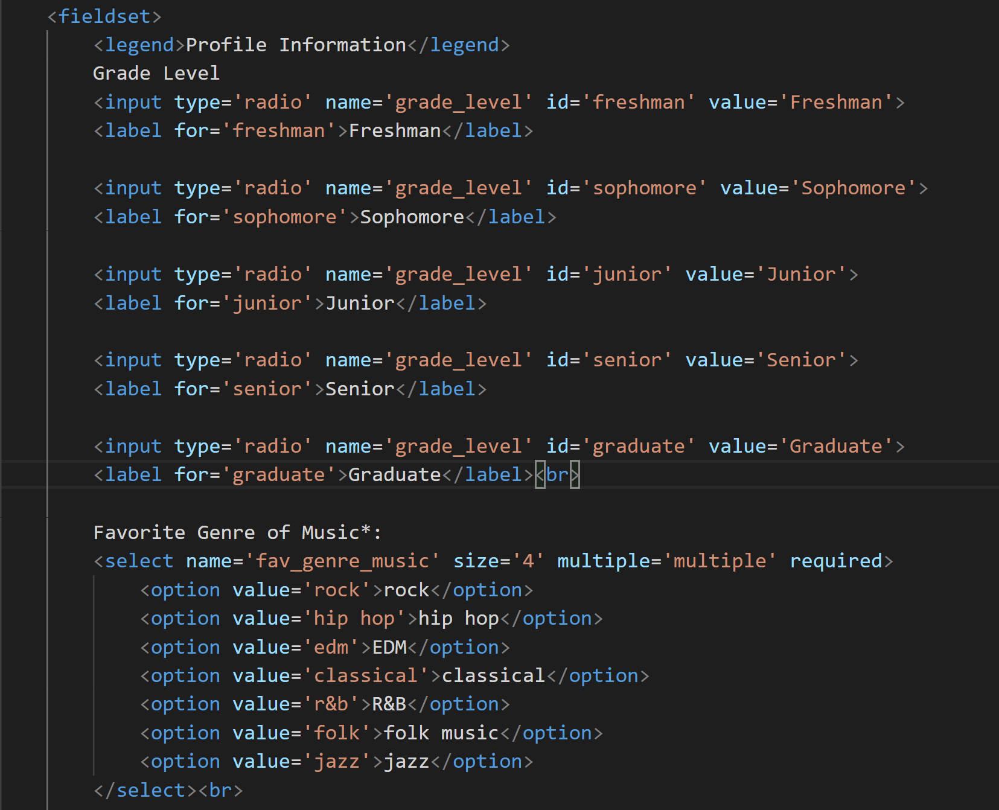 <fieldset>
<legend>Profile Information</legend>
Grade Level
<input type='radio' name='grade_level' id='freshman' value='Freshman'>
<label for='freshman'>Freshman</label>
<input type='radio' name='grade_level' id='sophomore' value='Sophomore'>
<label for='sophomore'>Sophomore</label>
<input type='radio' name='grade_level' id='junior' value='Junior'>
<label for='junior'>Junior</label>
<input type='radio' name='grade_level' id='senior' value='Senior'>
<label for='senior'>Senior</label>
<input type='radio' name='grade_level' id='graduate' value='Graduate'>
<label for='graduate'>Graduate</label><br>
Favorite Genre of Music*:
<select name='fav_genre_music' size='4' multiple='multiple' required>
<option value='rock'>rock</option>
<option value='hip hop'>hip hop</option>
<option value='edm'>EDM</option>
<option value='classical'>classical</option>
<option value='r&b'>R&B</option>
<option value='folk'>folk music</option>
<option value='jazz'>jazz</option>
</select><br>